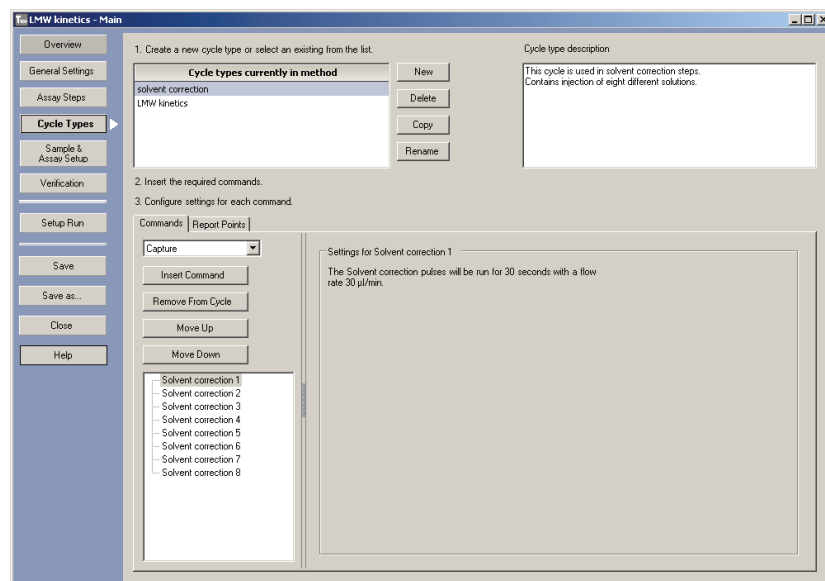 T100 LMW kinetics - Main
Overview
General Settings
Assay Steps
Cycle Types
Sample &
Assay Setup
Verification
Setup Run
Save
Save as...
Close
Help
1. Create a new cycle type or select an existing from the list.
Cycle types currently in method
solvent correction
LMW kinetics
New
Delete
Copy
Rename
Cycle type description
This cycle is used in solvent correction steps.
Contains injection of eight different solutions.
2. Insert the required commands.
3. Configure settings for each command.
Commands
Report Points
Capture
Insert Command
Remove From Cycle
Move Up
Move Down
Solvent correction 1
Solvent correction 2
Solvent correction 3
Solvent correction 4
Solvent correction 5
Solvent correction 6
Solvent correction 7
Solvent correction 8
Settings for Solvent correction 1
The Solvent correction pulses will be run for 30 seconds with a flow
rate 30 µl/min.